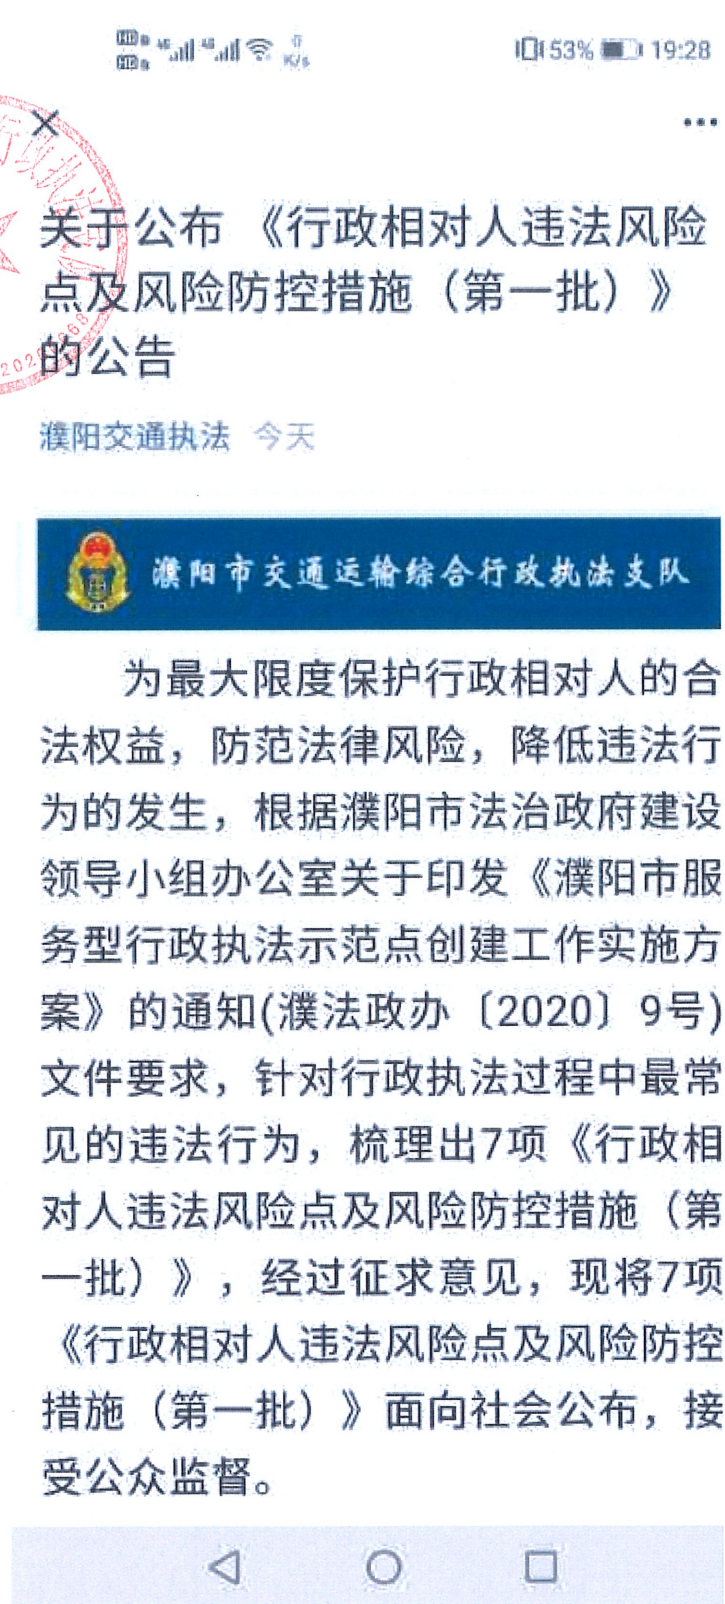 53% 19:28
关于公布 《行政相对人违法风险
点及风险防控措施（第一批）》
的公告
濮阳交通执法 今天
濮阳市交通运输综合行政执法支队
为最大限度保护行政相对人的合
法权益，防范法律风险，降低违法行
为的发生，根据濮阳市法治政府建设
领导小组办公室关于印发《濮阳市服
务型行政执法示范点创建工作实施方
案》的通知(濮法政办〔2020〕9号)
文件要求，针对行政执法过程中最常
见的违法行为，梳理出7项《行政相
对人违法风险点及风险防控措施（第
一批）》，经过征求意见，现将7项
《行政相对人违法风险点及风险防控
措施（第一批）》面向社会公布，接
受公众监督。